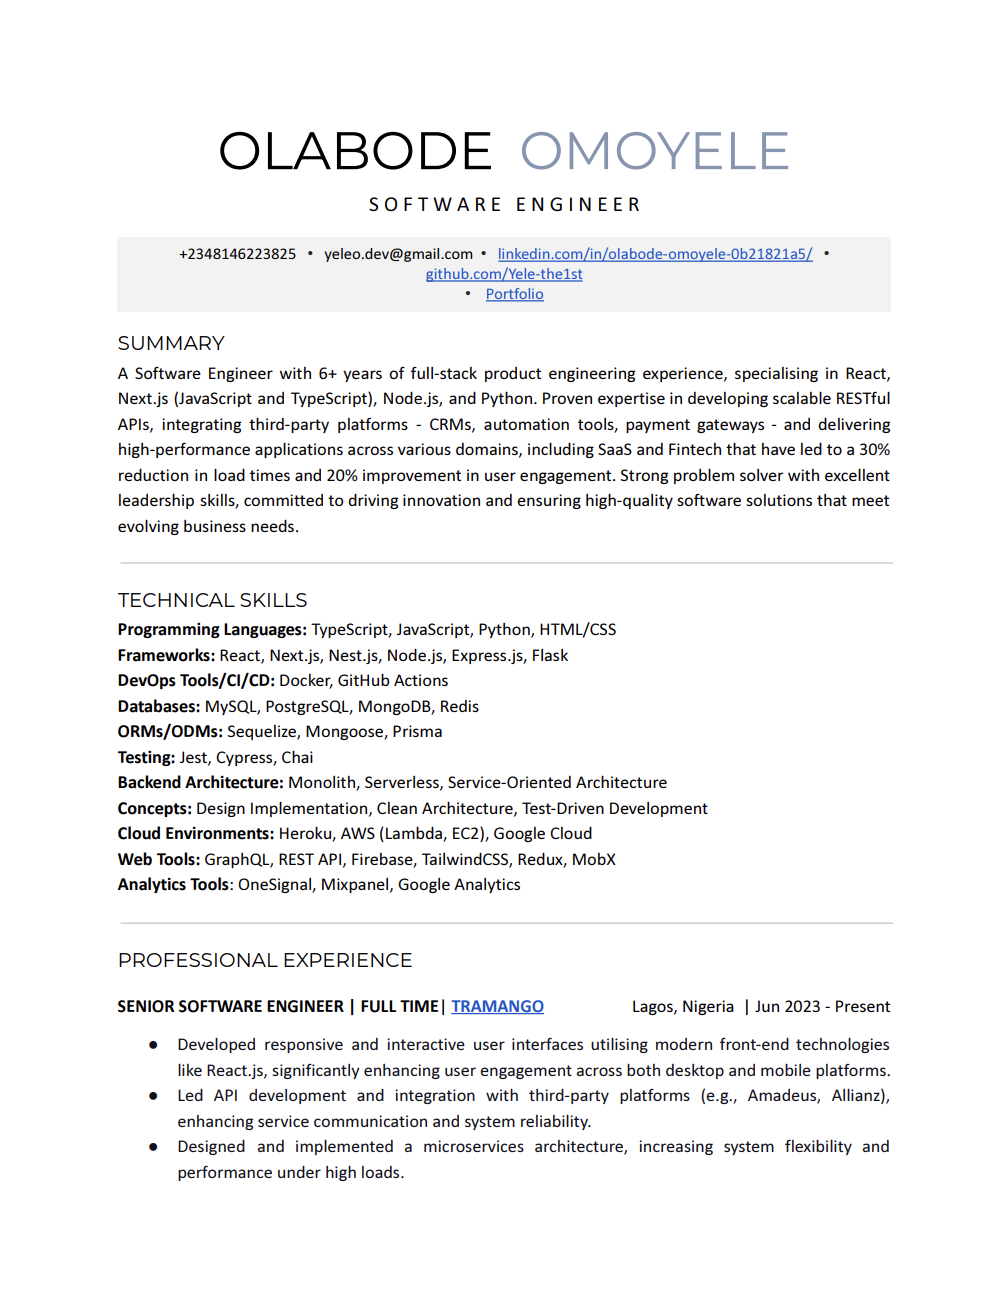 OLABODE OMOYELE
SOFTWARE ENGINEER
+2348146223825 • yeleo.dev@gmail.com • linkedin.com/in/olabode-omoyele-0b21821a5/ •
github.com/Yele-the1st
• Portfolio
SUMMARY
A Software Engineer with 6+ years of full-stack product engineering experience, specialising in React,
Next.js (JavaScript and TypeScript), Node.js, and Python. Proven expertise in developing scalable RESTful
APIs, integrating third-party platforms - CRMs, automation tools, payment gateways - and delivering
high-performance applications across various domains, including SaaS and Fintech that have led to a 30%
reduction in load times and 20% improvement in user engagement. Strong problem solver with excellent
leadership skills, committed to driving innovation and ensuring high-quality software solutions that meet
evolving business needs.
TECHNICAL SKILLS
Programming Languages: TypeScript, JavaScript, Python, HTML/CSS
Frameworks: React, Next.js, Nest.js, Node.js, Express.js, Flask
DevOps Tools/CI/CD: Docker, GitHub Actions
Databases: MySQL, PostgreSQL, MongoDB, Redis
ORMs/ODMs: Sequelize, Mongoose, Prisma
Testing: Jest, Cypress, Chai
Backend Architecture: Monolith, Serverless, Service-Oriented Architecture
Concepts: Design Implementation, Clean Architecture, Test-Driven Development
Cloud Environments: Heroku, AWS (Lambda, EC2), Google Cloud
Web Tools: GraphQL, REST API, Firebase, TailwindCSS, Redux, MobX
Analytics Tools: OneSignal, Mixpanel, Google Analytics
PROFESSIONAL EXPERIENCE
SENIOR SOFTWARE ENGINEER | FULL TIME| TRAMANGO Lagos, Nigeria | Jun 2023 - Present
● Developed responsive and interactive user interfaces utilising modern front-end technologies
like React.js, significantly enhancing user engagement across both desktop and mobile platforms.
● Led API development and integration with third-party platforms (e.g., Amadeus, Allianz),
enhancing service communication and system reliability.
● Designed and implemented a microservices architecture, increasing system flexibility and
performance under high loads.